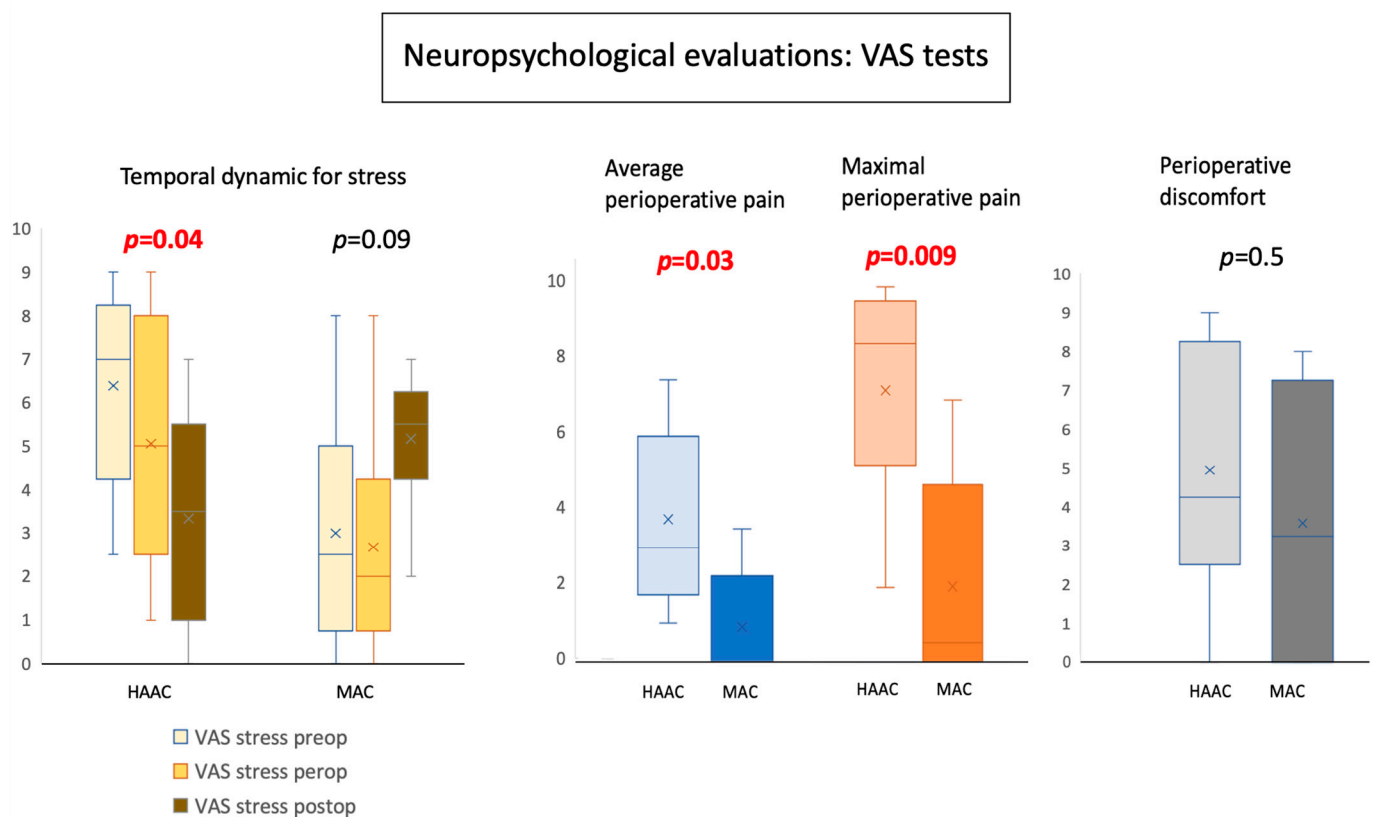 Neuropsychological evaluations: VAS tests
Temporal dynamic for stress
p=0.04
p=0.09
10
9
8
7
6
5
4
3
2
1
0
HAAC
MAC
VAS stress preop
VAS stress perop
VAS stress postop
Average
perioperative pain
Maximal
perioperative pain
p=0.03
p=0.009
10
8
6
4
2
0
HAAC
MAC
HAAC
MAC
Perioperative
discomfort
p=0.5
10
9
8
7
6
5
4
3
2
1
0
HAAC
MAC